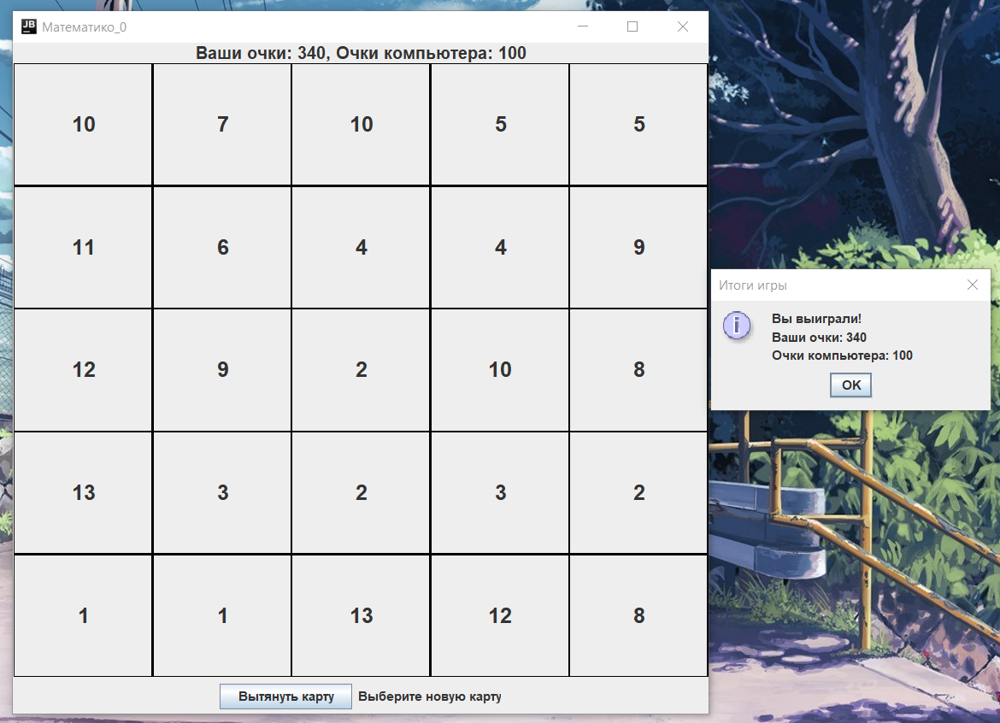 JB Математико_0
Ваши очки: 340, Очки компьютера: 100
10 7 10 5 5
11 6 4 4 9
12 9 2 10 8
13 3 2 3 2
1 1 13 12 8
Вытянуть карту Выберите новую карту
Итоги игры
Вы выиграли!
Ваши очки: 340
Очки компьютера: 100
OK